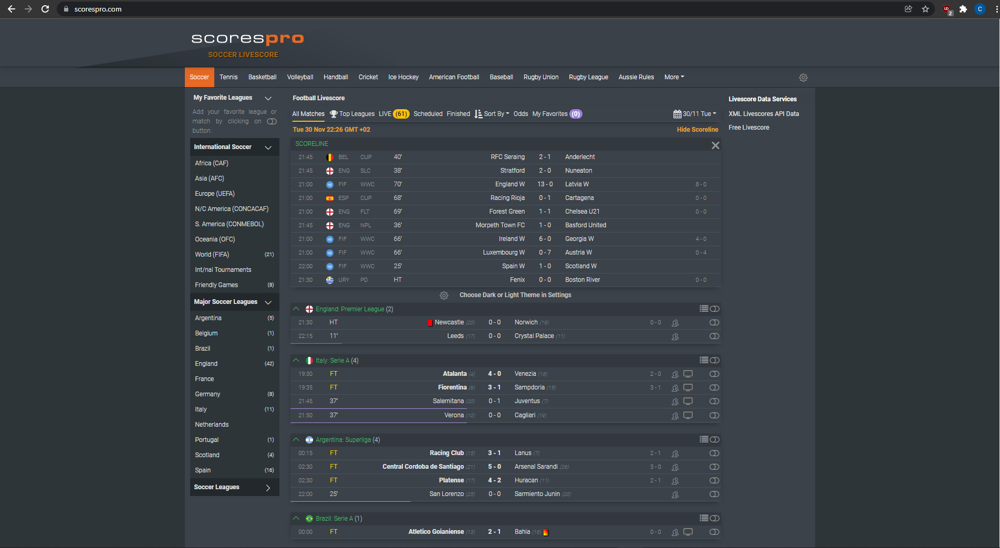 scorespro.com
2
C
scorespro
SOCCER LIVESCORE
Soccer Tennis Basketball Volleyball Handball Cricket Ice Hockey American Football Baseball Rugby Union Rugby League Aussie Rules More
My Favorite Leagues
Add your favorite league or
match by clicking on
button.
International Soccer
Africa (CAF)
Asia (AFC)
Europe (UEFA)
N/C America (CONCACAF)
S. America (CONMEBOL)
Oceania (OFC)
World (FIFA) (21)
Int/nal Tournaments
Friendly Games (8)
Major Soccer Leagues
Argentina (5)
Belgium (1)
Brazil (1)
England (42)
France
Germany (8)
Italy (11)
Netherlands
Portugal (1)
Scotland (4)
Spain (16)
Soccer Leagues
Football Livescore
All Matches Top Leagues LIVE (61) Scheduled Finished Sort By Odds My Favorites (0) 30/11 Tue
Tue 30 Nov 22:26 GMT +02 Hide Scoreline
SCORELINE
21:45 BEL CUP 40' RFC Seraing 2 - 1 Anderlecht
21:45 ENG SLC 38' Stratford 2 - 0 Nuneaton
21:00 FIF WWC 70' England W 13 - 0 Latvia W 8 - 0
21:00 ESP CUP 68' Racing Rioja 0 - 1 Cartagena 0 - 0
21:00 ENG FLT 69' Forest Green 1 - 1 Chelsea U21 0 - 0
21:45 ENG NPL 36' Morpeth Town FC 1 - 0 Basford United
21:00 FIF WWC 66' Ireland W 6 - 0 Georgia W 4 - 0
21:00 FIF WWC 66' Luxembourg W 0 - 7 Austria W 0 - 4
22:00 FIF WWC 25' Spain W 1 - 0 Scotland W
21:30 URY PD HT Fenix 0 - 0 Boston River 0 - 0
Choose Dark or Light Theme in Settings
England: Premier League (2)
21:30 HT Newcastle (20) 0 - 0 Norwich (19) 0 - 0
22:15 11' Leeds (17) 0 - 0 Crystal Palace (11)
Italy: Serie A (4)
19:30 FT Atalanta (4) 4 - 0 Venezia (16) 2 - 0
19:35 FT Fiorentina (6) 3 - 1 Sampdoria (15) 3 - 1
21:45 37' Salernitana (20) 0 - 1 Juventus (7)
21:50 37' Verona (10) 0 - 0 Cagliari (19)
Argentina: Superliga (4)
00:15 FT Racing Club (15) 3 - 1 Lanus (7) 2 - 1
02:30 FT Central Cordoba de Santiago (21) 5 - 0 Arsenal Sarandi (26) 3 - 0
02:30 FT Platense (17) 4 - 2 Huracan (11) 2 - 1
22:00 25' San Lorenzo (25) 0 - 0 Sarmiento Junin (20)
Brazil: Serie A (1)
00:00 FT Atletico Goianiense (13) 2 - 1 Bahia (16) 0 - 0
Livescore Data Services
XML Livescores API Data
Free Livescore